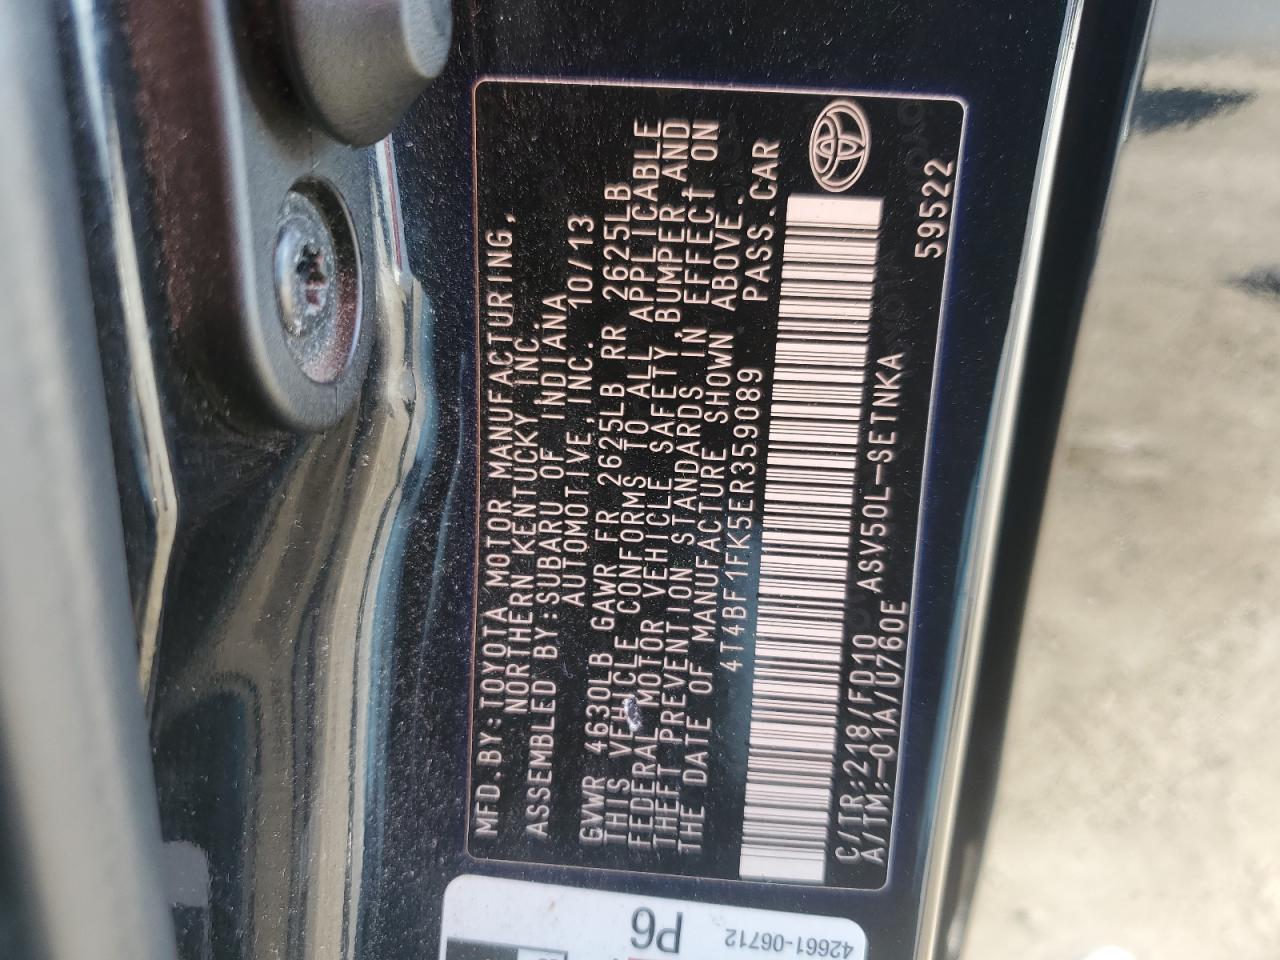 MFD.BY:TOYOTA MOTOR MANUFACTURING,
NORTHERN KENTUCKY,INC.
ASSEMBLED BY:SUBARU OF INDIANA
AUTOMOTIVE,INC. 10/13
GVWR 4630LB GAWR FR 2625LB RR 2625LB
THIS VEHICLE CONFORMS TO ALL APPLICABLE
FEDERAL MOTOR VEHICLE SAFETY,BUMPER,AND
THEFT PREVENTION STANDARDS IN EFFECT ON
THE DATE OF MANUFACTURE SHOWN ABOVE.
4T4BF1FK5ER359089 PASS.CAR
C/TR:218/FD10 ASV50L-SETNKA
A/TM:-01A/U760E
59522
42661-06712
P6